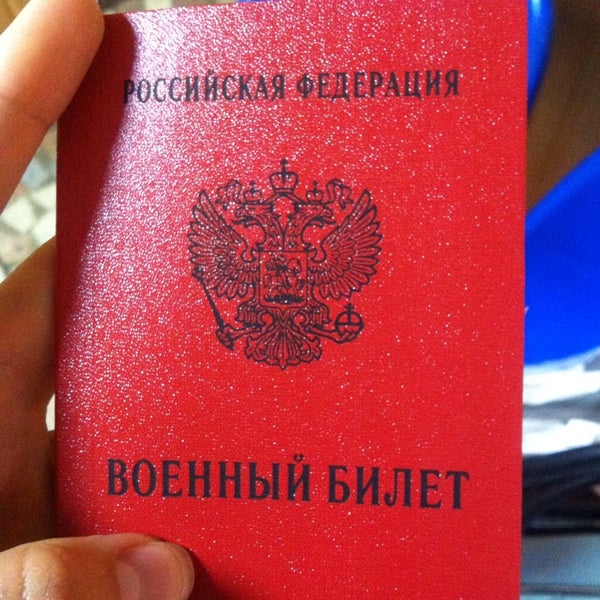 РОССИЙСКАЯ ФЕДЕРАЦИЯ
ВОЕННЫЙ БИЛЕТ